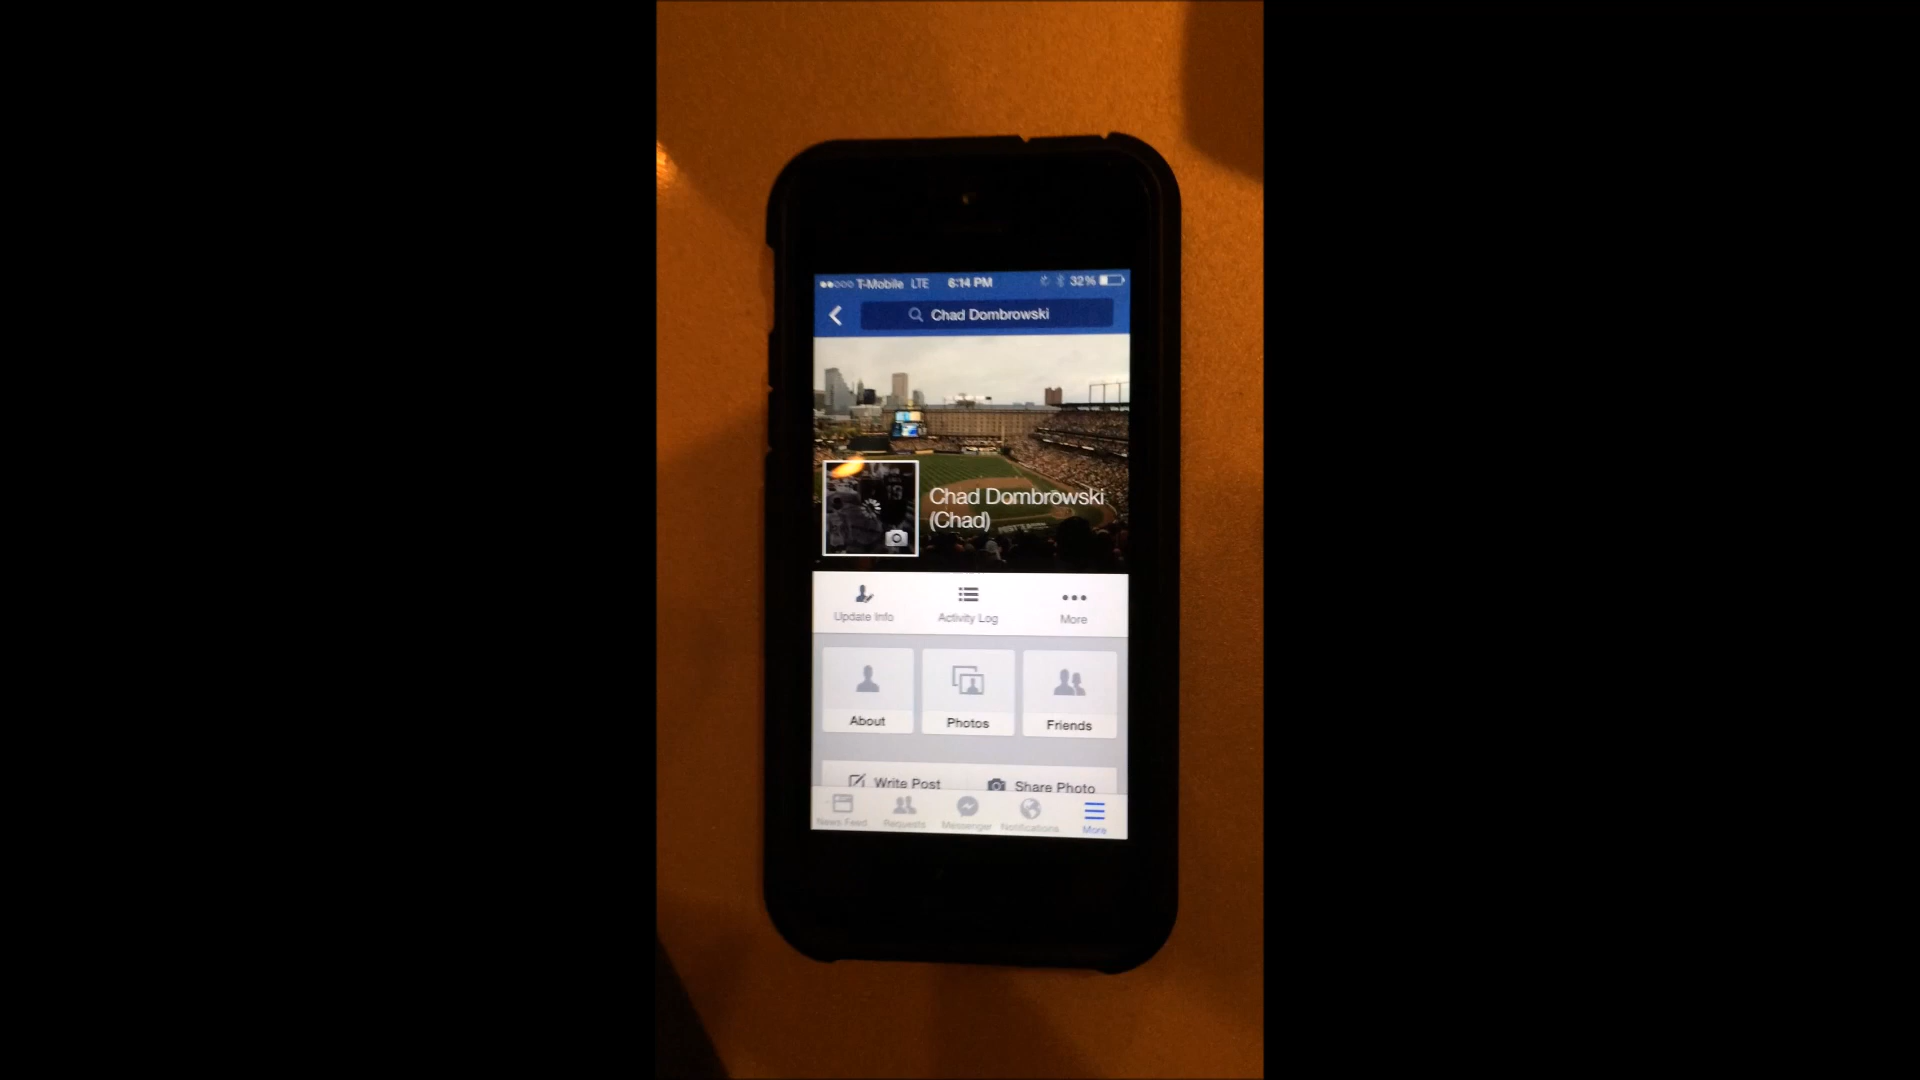 T-Mobile LTE 6:14 PM 32%
Chad Dombrowski
Chad Dombrowski
(Chad)
Update Info Activity Log More
About Photos Friends
Write Post Share Photo
News Feed Requests Messenger Notifications More